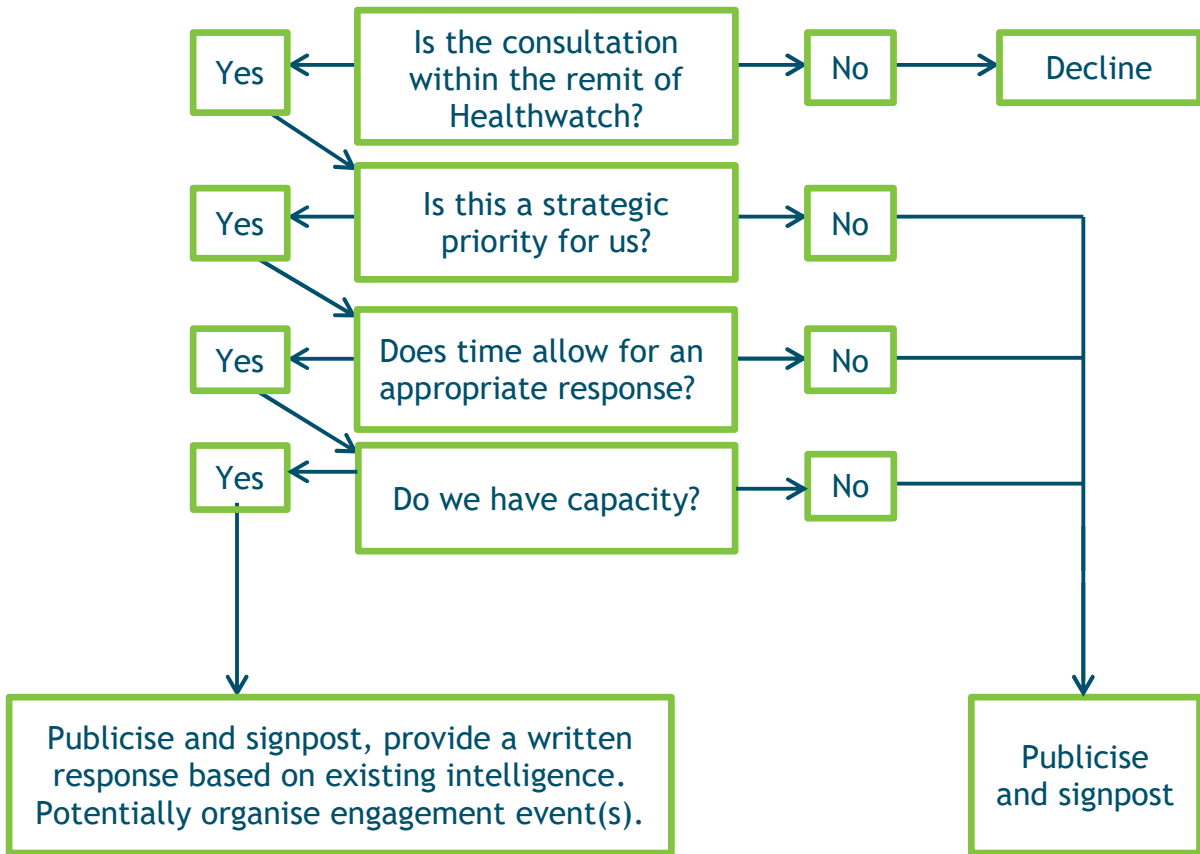 Yes
Is the consultation
within the remit of
Healthwatch?
No
Decline
Yes
Is this a strategic
priority for us?
No
Yes
Does time allow for an
appropriate response?
No
Yes
Do we have capacity?
No
Publicise and signpost, provide a written
response based on existing intelligence.
Potentially organise engagement event(s).
Publicise
and signpost